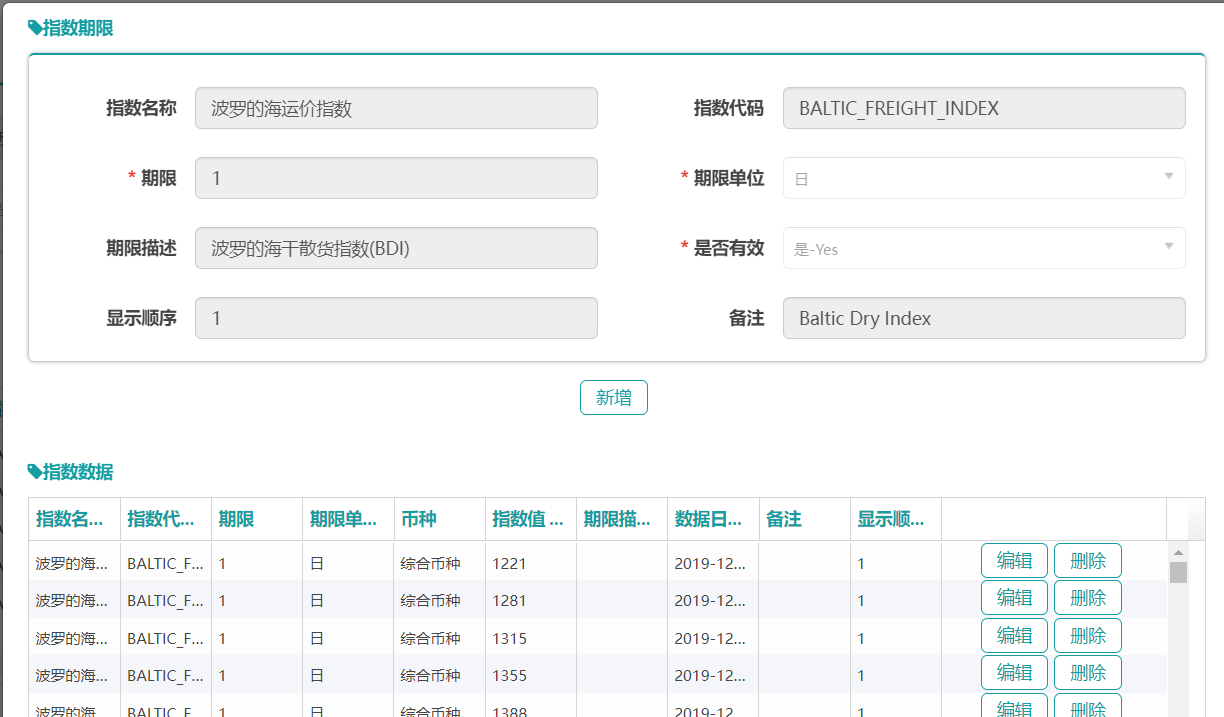 指数期限
指数名称 波罗的海运价指数 指数代码 BALTIC_FREIGHT_INDEX
* 期限 1 * 期限单位 日
期限描述 波罗的海干散货指数(BDI) * 是否有效 是-Yes
显示顺序 1 备注 Baltic Dry Index
新增
指数数据
指数名... 指数代... 期限 期限单... 币种 指数值 ... 期限描... 数据日... 备注 显示顺...
波罗的海... BALTIC_F... 1 日 综合币种 1221 2019-12... 1 编辑 删除
波罗的海... BALTIC_F... 1 日 综合币种 1281 2019-12... 1 编辑 删除
波罗的海... BALTIC_F... 1 日 综合币种 1315 2019-12... 1 编辑 删除
波罗的海... BALTIC_F... 1 日 综合币种 1355 2019-12... 1 编辑 删除
波罗的海... BALTIC_F... 1 日 综合币种 1388 2019-12... 1 编辑 删除